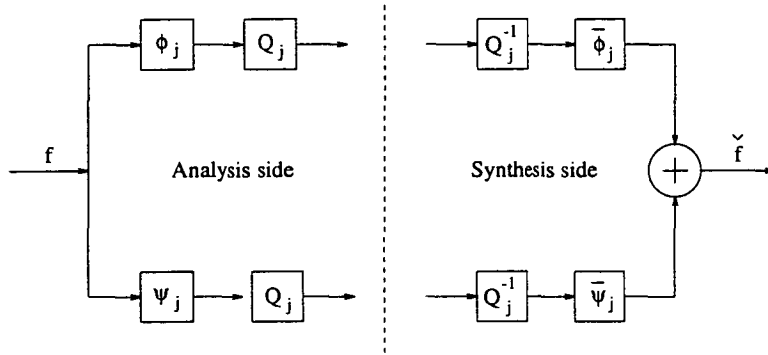 ϕ_j Q_j Q_j^{-1} ϕ̄_j
f Analysis side Synthesis side + f̌
ψ_j Q_j Q_j^{-1} ψ̄_j